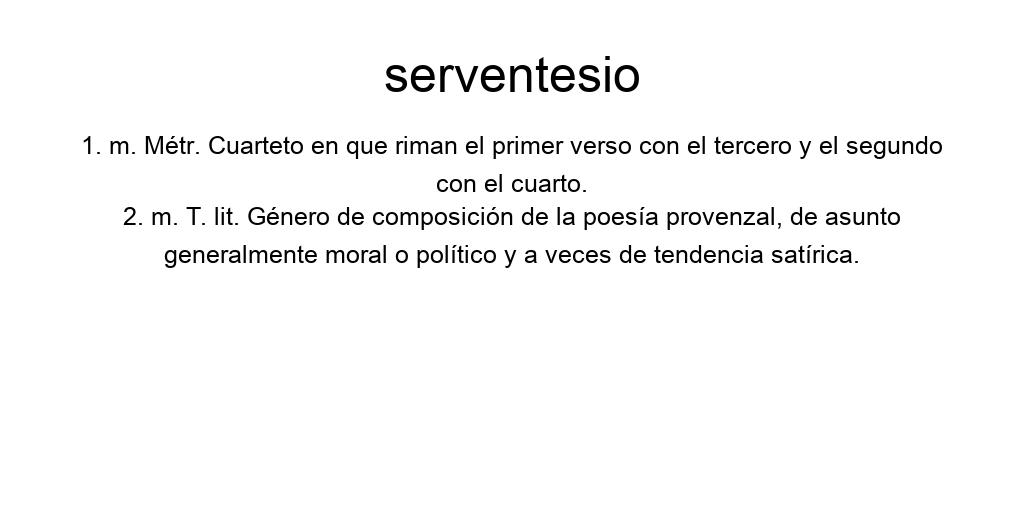 serventesio
1. m. Métr. Cuarteto en que riman el primer verso con el tercero y el segundo
con el cuarto.
2. m. T. lit. Género de composición de la poesía provenzal, de asunto
generalmente moral o político y a veces de tendencia satírica.